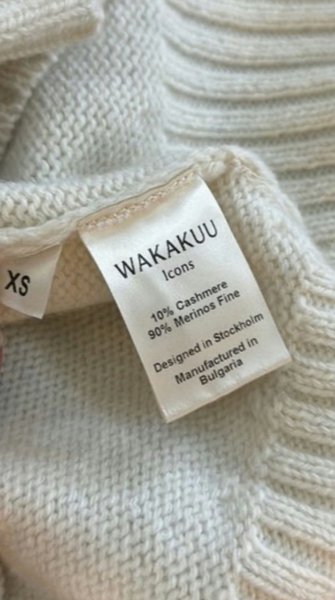 XS
WAKAKUU
Icons
10% Cashmere
90% Merinos Fine
Designed in Stockholm
Manufactured in
Bulgaria